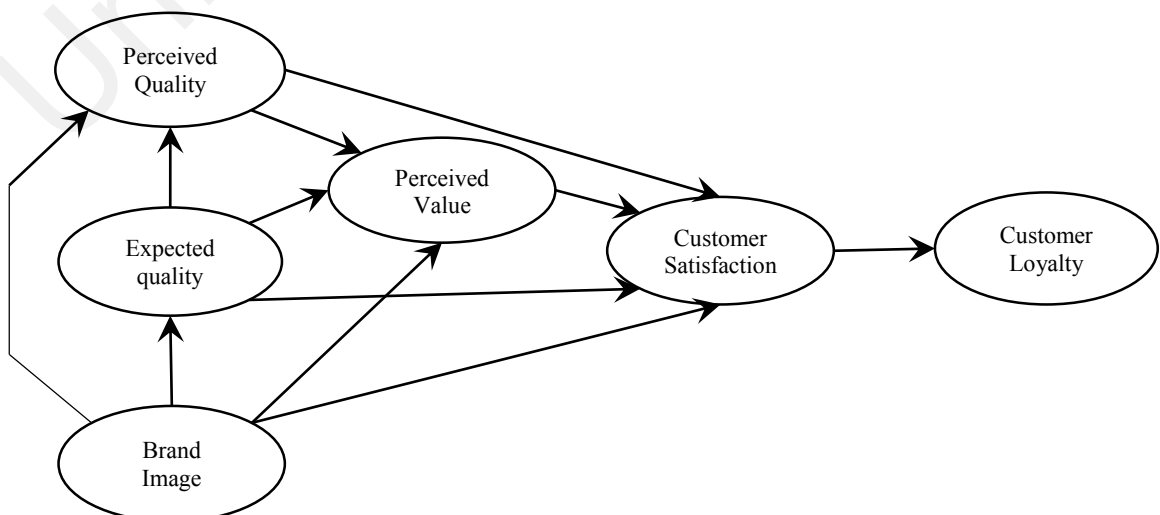 Perceived
Quality
Perceived
Value
Expected
quality
Customer
Satisfaction
Customer
Loyalty
Brand
Image